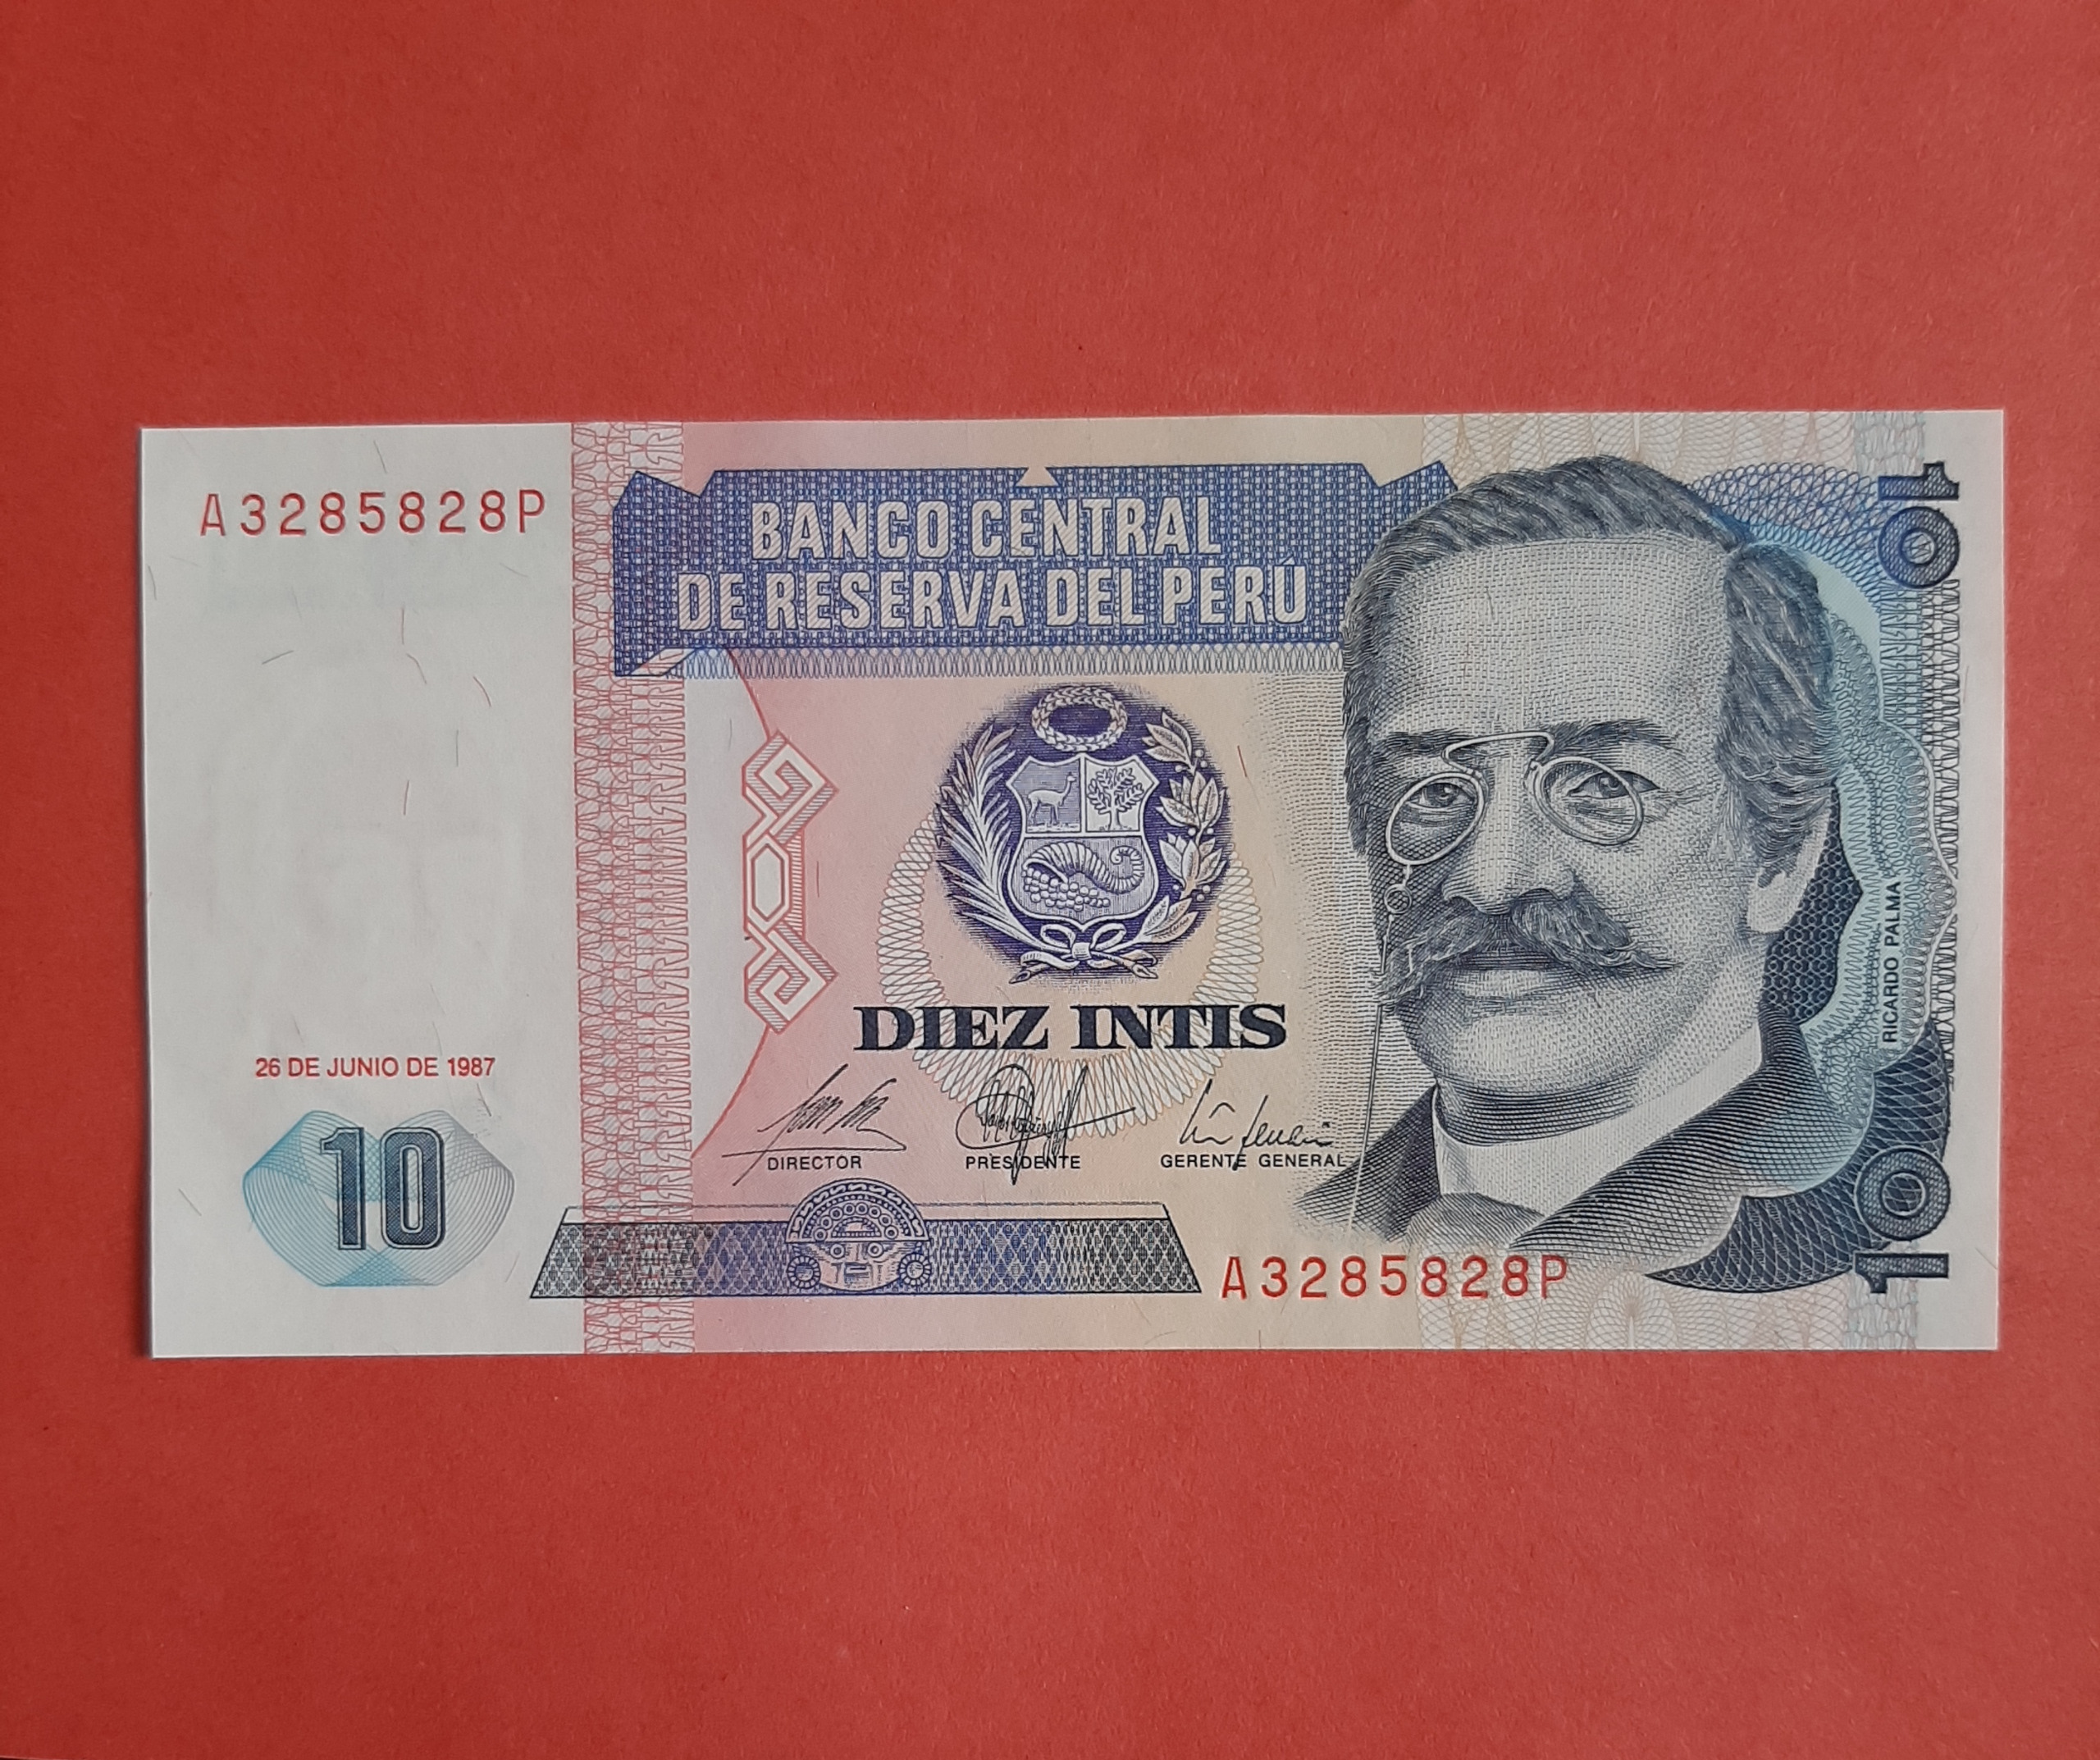 A3285828P
BANCO CENTRAL
DE RESERVA DEL PERÚ
10
RICARDO PALMA
DIEZ INTIS
26 DE JUNIO DE 1987
10
DIRECTOR
PRESIDENTE
GERENTE GENERAL
A3285828P
10